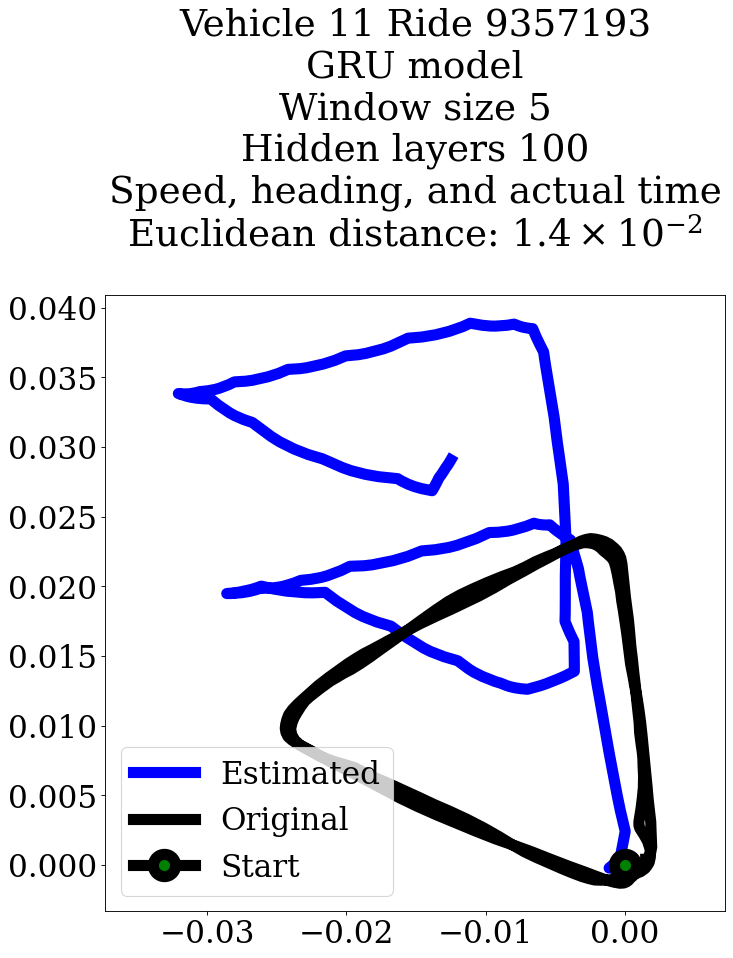 Vehicle 11 Ride 9357193
GRU model
Window size 5
Hidden layers 100
Speed, heading, and actual time
Euclidean distance: 1.4 × 10⁻²
0.040
0.035
0.030
0.025
0.020
0.015
0.010
0.005
0.000
Estimated
Original
Start
−0.03
−0.02
−0.01
0.00